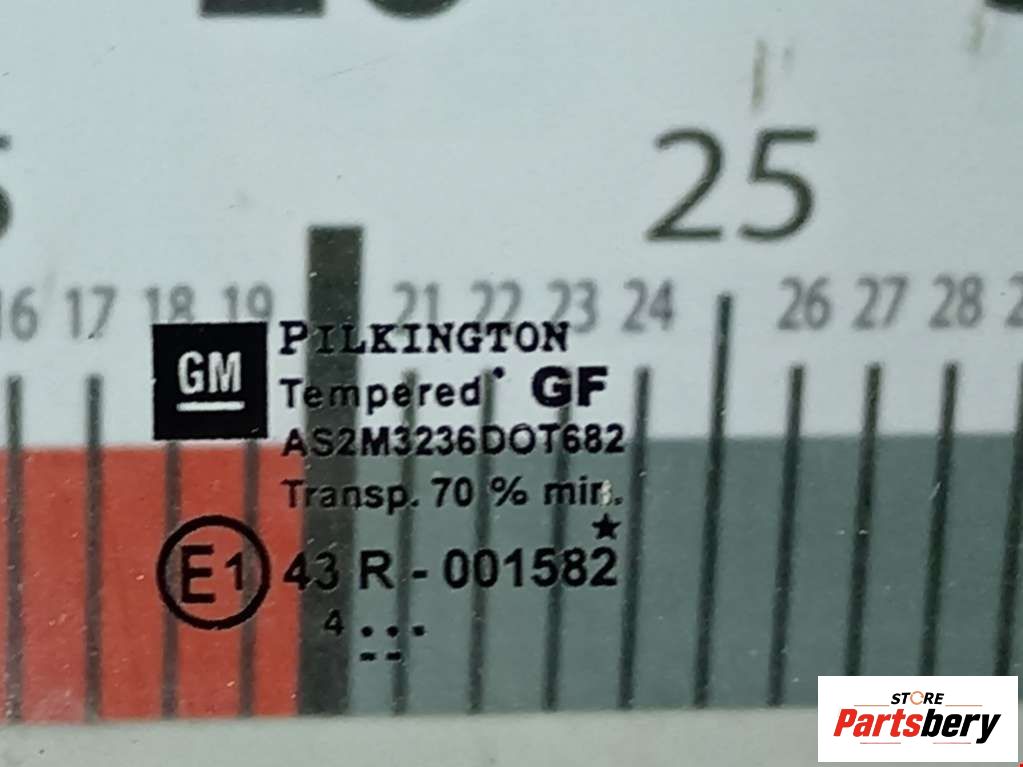 25
16 17 18 19 21 22 23 24 26 27 28
GM
PILKINGTON
Tempered GF
AS2M3236DOT682
Transp. 70 % min.
E1 43 R - 001582
4
STORE
Partsbery